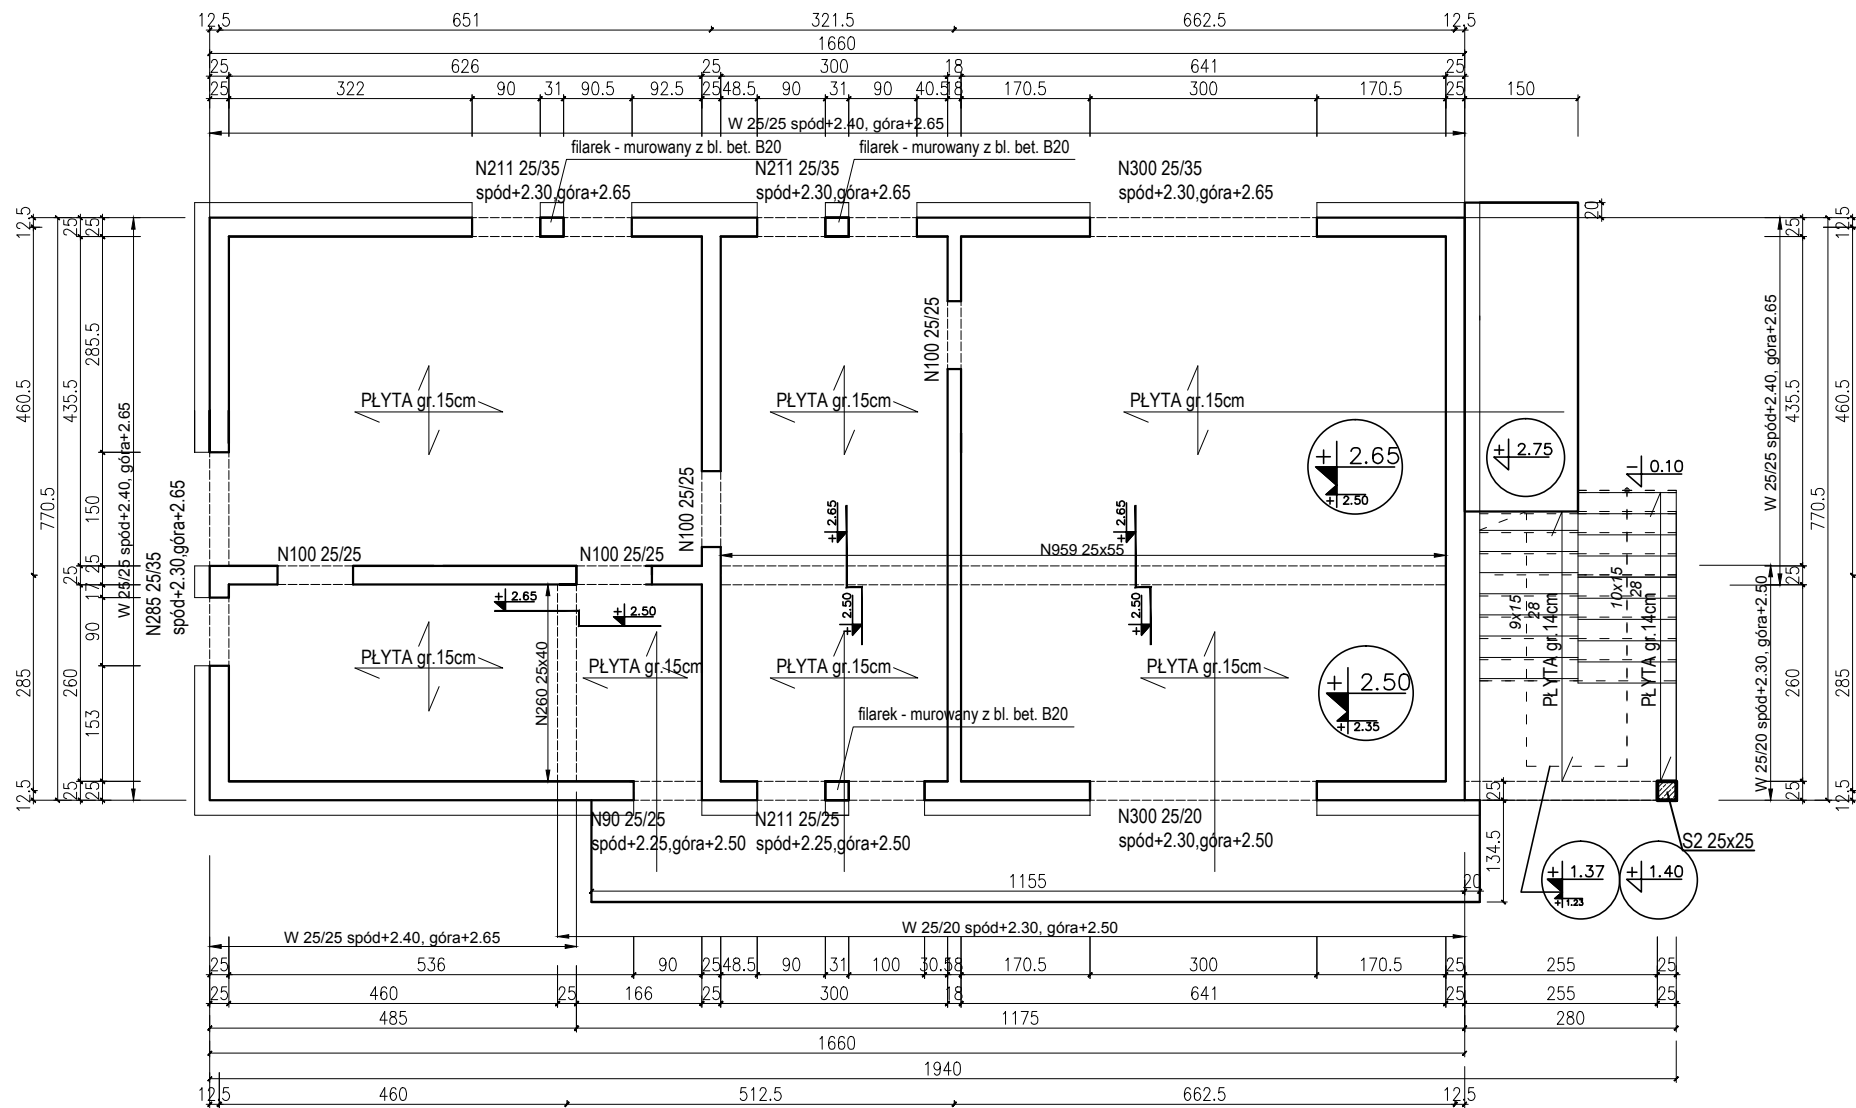 12.5 651 321.5 662.5 12.5
1660
25 626 25 300 18 641 25
25 322 90 31 90.5 92.5 25 48.5 90 31 90 40.5 18 170.5 300 170.5 25 150
W 25/25 spód+2.40, góra+2.65
filarek - murowany z bl. bet. B20
filarek - murowany z bl. bet. B20
N211 25/35
spód+2.30,góra+2.65
N211 25/35
spód+2.30,góra+2.65
N300 25/35
spód+2.30,góra+2.65
12.5 460.5 285 12.5
770.5
25 435.5 25 260 25
25 285.5 150 25 17 90 153 25
W 25/25 spód+2.40, góra+2.65
N285 25/35
spód+2.30,góra+2.65
PŁYTA gr.15cm
PŁYTA gr.15cm
PŁYTA gr.15cm
N100 25/25
N100 25/25
N100 25/25
N100 25/25
+ 2.65
+ 2.50
+ 2.75
- 0.10
+ 2.65
+ 2.65
N959 25x55
+ 2.50
+ 2.50
+ 2.65
+ 2.50
N260 25x40
PŁYTA gr.15cm
PŁYTA gr.15cm
PŁYTA gr.15cm
PŁYTA gr.15cm
+ 2.50
+ 2.35
filarek - murowany z bl. bet. B20
9x15
28
PŁYTA gr.14cm
10x15
28
PŁYTA gr.14cm
20
W 25/25 spód+2.40, góra+2.65
W 25/20 spód+2.30, góra+2.50
25 435.5 25 260 25
770.5
12.5 460.5 285 12.5
N90 25/25
spód+2.25,góra+2.50
N211 25/25
spód+2.25,góra+2.50
N300 25/20
spód+2.30,góra+2.50
25
134.5
S2 25x25
+ 1.37
+ 1.23
+ 1.40
1155 20
W 25/25 spód+2.40, góra+2.65
W 25/20 spód+2.30, góra+2.50
25 536 90 25 48.5 90 31 100 30.5 18 170.5 300 170.5 25 255 25
25 460 25 166 25 300 18 641 25 255 25
485 1175 280
1660
1940
12.5 460 512.5 662.5 12.5